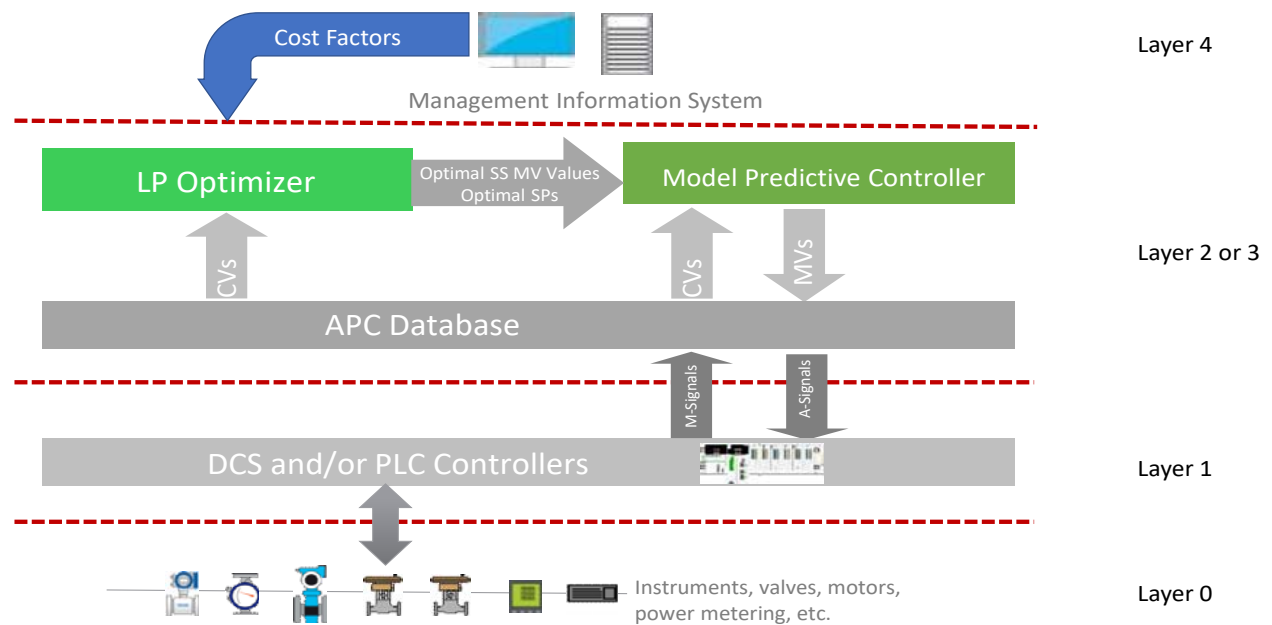 Cost Factors
Layer 4
Management Information System
LP Optimizer
Optimal SS MV Values
Optimal SPs
Model Predictive Controller
Layer 2 or 3
CVs
CVs
MVs
APC Database
M-Signals
A-Signals
DCS and/or PLC Controllers
Layer 1
Instruments, valves, motors,
power metering, etc.
Layer 0